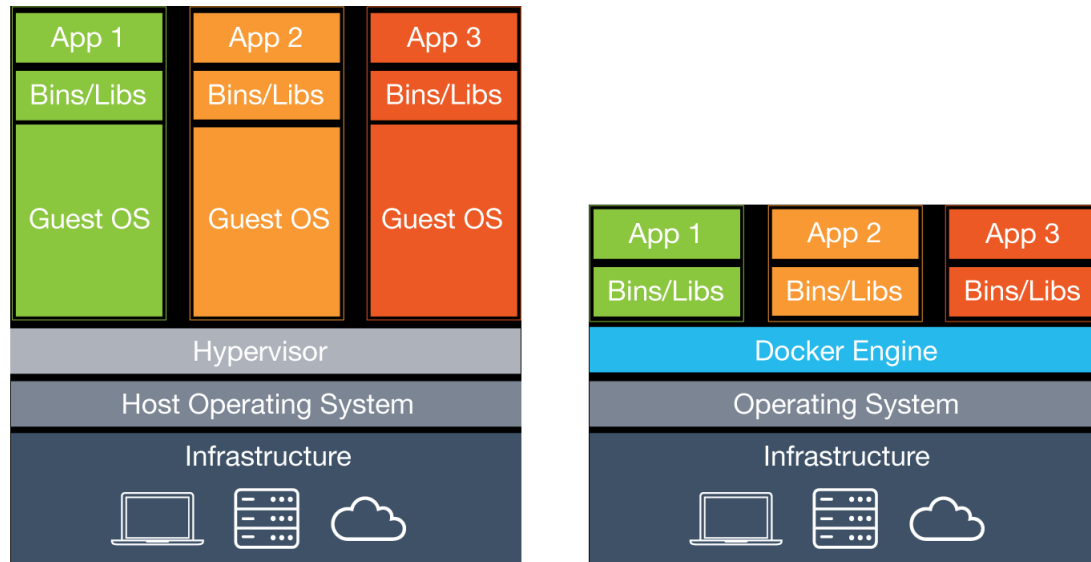 App 1
App 2
App 3
Bins/Libs
Bins/Libs
Bins/Libs
Guest OS
Guest OS
Guest OS
Hypervisor
Host Operating System
Infrastructure
App 1
App 2
App 3
Bins/Libs
Bins/Libs
Bins/Libs
Docker Engine
Operating System
Infrastructure